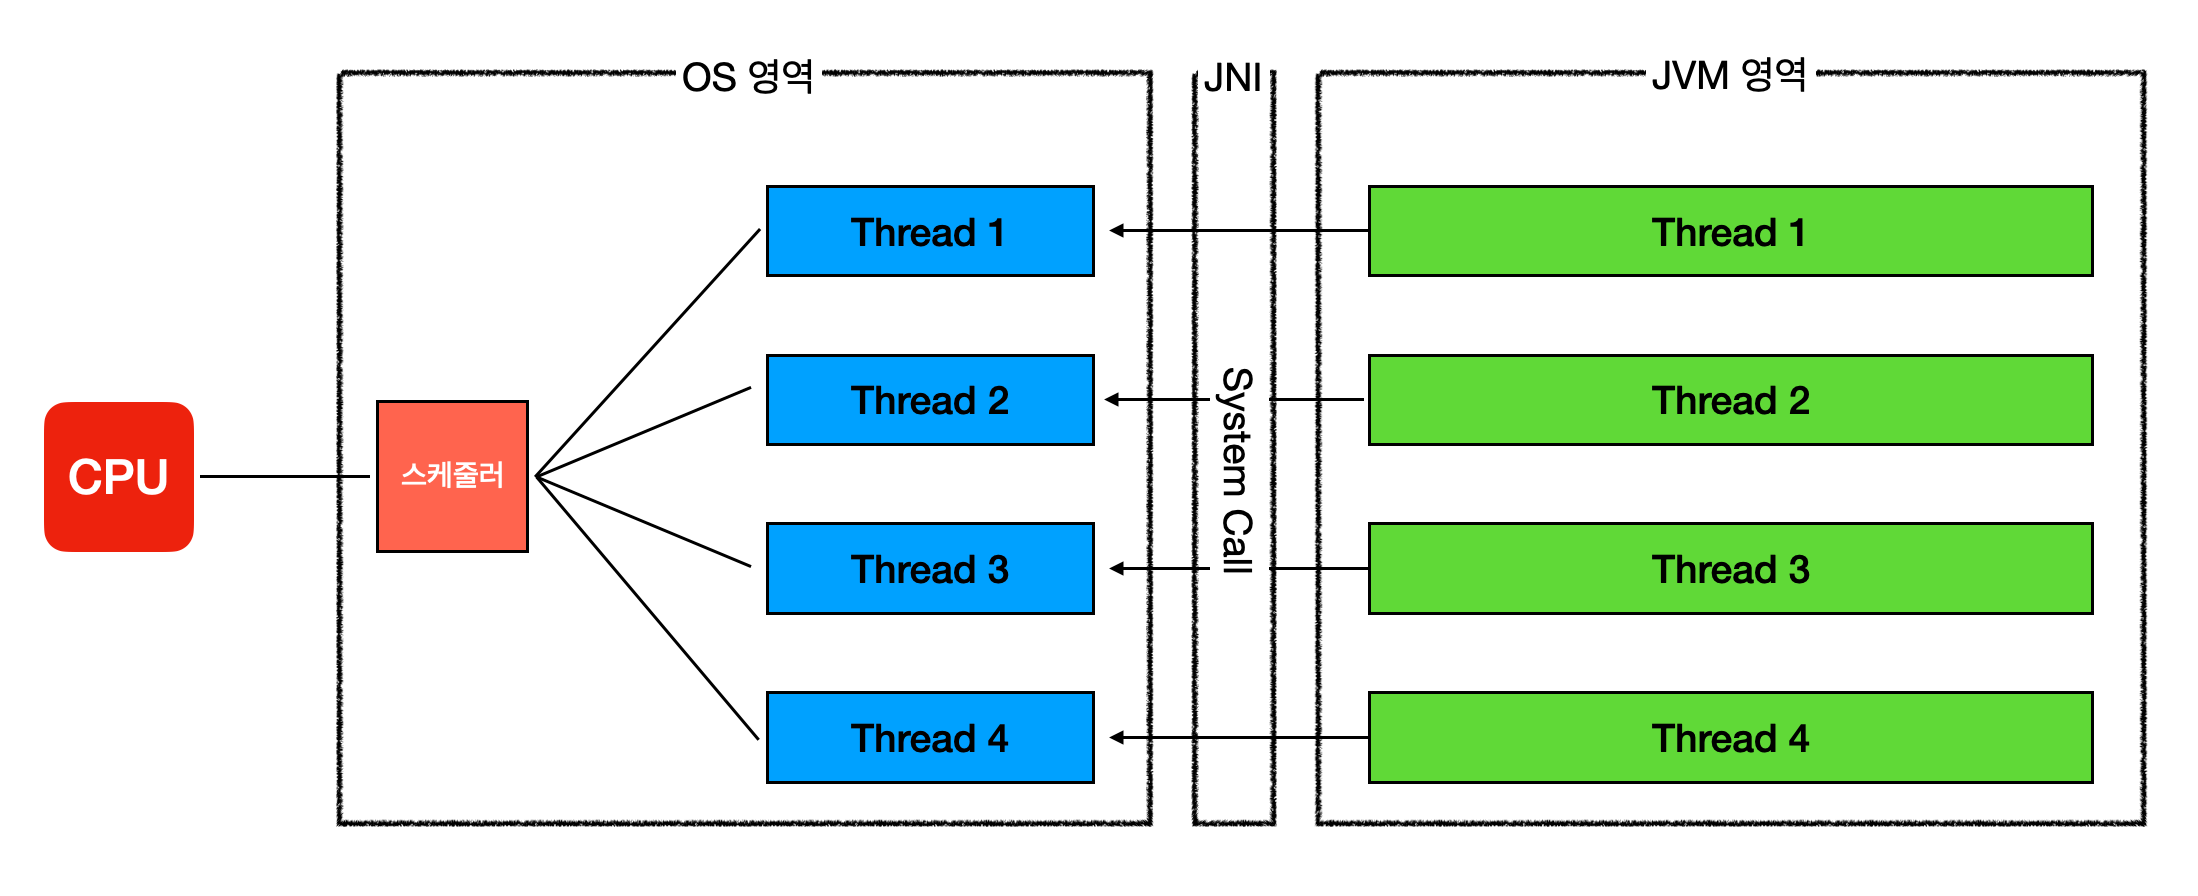 OS 영역
JNI
JVM 영역
CPU
스케줄러
Thread 1
Thread 2
Thread 3
Thread 4
System Call
Thread 1
Thread 2
Thread 3
Thread 4